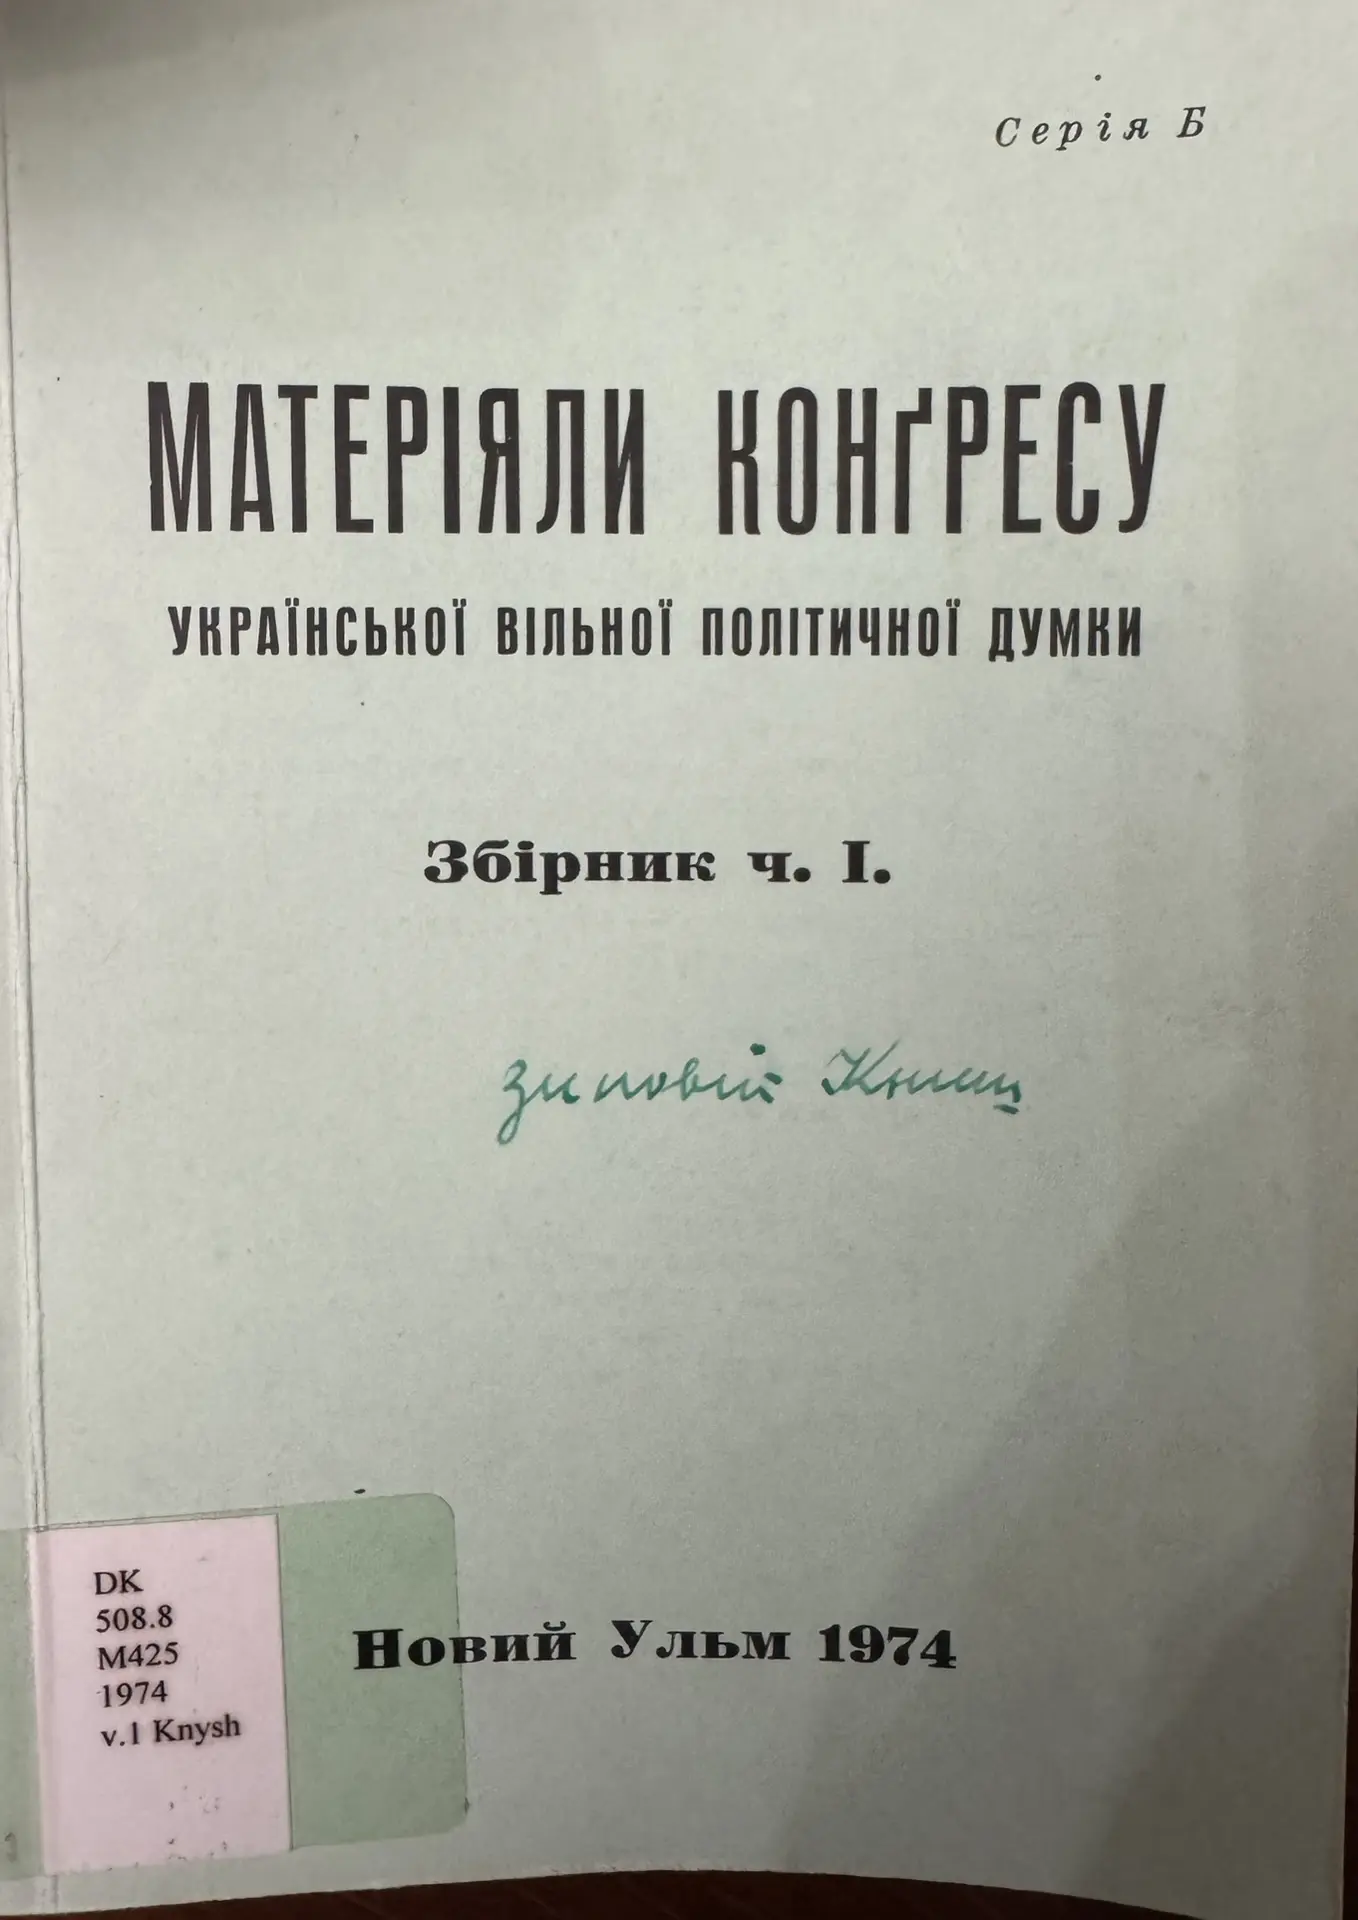 Серія Б
МАТЕРІЯЛИ КОНҐРЕСУ
УКРАЇНСЬКОЇ ВІЛЬНОЇ ПОЛІТИЧНОЇ ДУМКИ
Збірник ч. І.
Зиновій Книш
Новий Ульм 1974
DK
508.8
M425
1974
v.1 Knysh